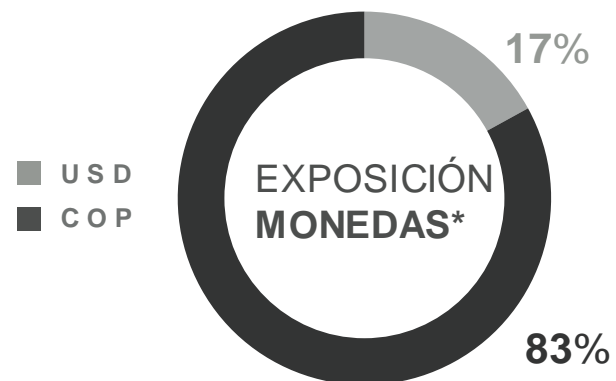 17%
USD
COP
EXPOSICIÓN
MONEDAS*
83%